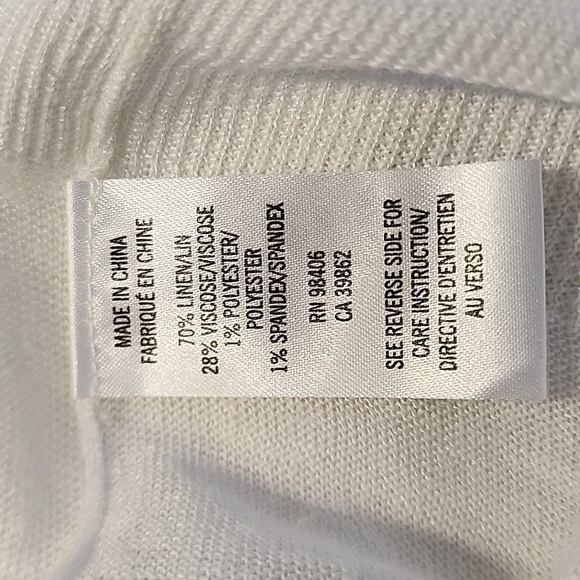 MADE IN CHINA
FABRIQUÉ EN CHINE
70% LINEN/LIN
28% VISCOSE/VISCOSE
1% POLYESTER/
POLYESTER
1% SPANDEX/SPANDEX
RN 98406
CA 39862
SEE REVERSE SIDE FOR
CARE INSTRUCTION/
DIRECTIVE D'ENTRETIEN
AU VERSO